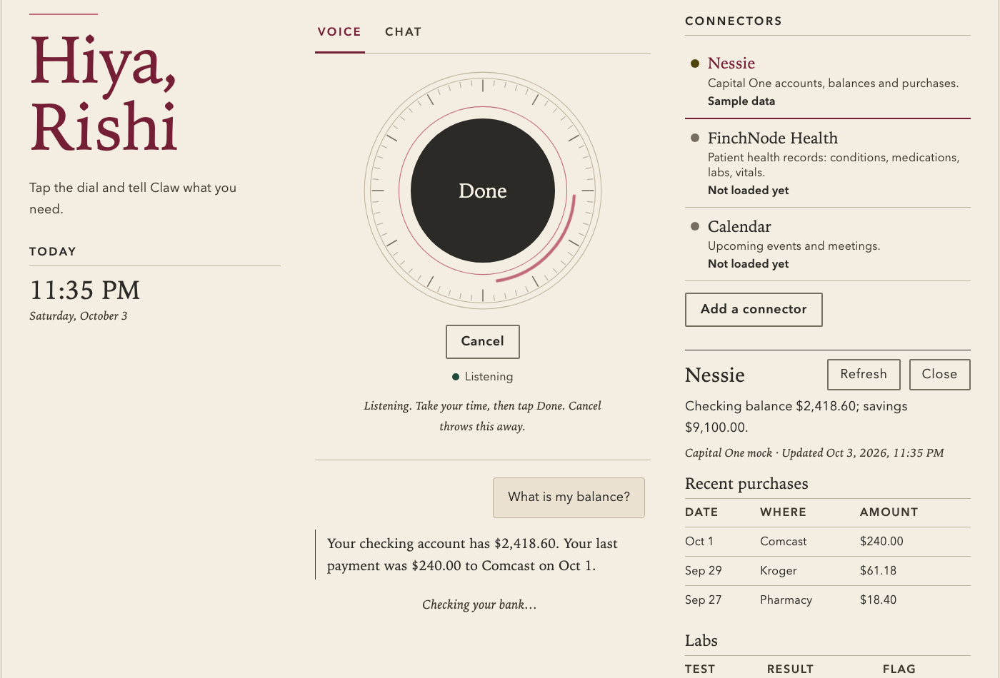 Hiya,
Rishi
Tap the dial and tell Claw what you
need.
TODAY
11:35 PM
Saturday, October 3
VOICE CHAT
Done
Cancel
Listening
Listening. Take your time, then tap Done. Cancel
throws this away.
What is my balance?
Your checking account has $2,418.60. Your last
payment was $240.00 to Comcast on Oct 1.
Checking your bank…
CONNECTORS
Nessie
Capital One accounts, balances and purchases.
Sample data
FinchNode Health
Patient health records: conditions, medications,
labs, vitals.
Not loaded yet
Calendar
Upcoming events and meetings.
Not loaded yet
Add a connector
Nessie Refresh Close
Checking balance $2,418.60; savings
$9,100.00.
Capital One mock · Updated Oct 3, 2026, 11:35 PM
Recent purchases
DATE WHERE AMOUNT
Oct 1 Comcast $240.00
Sep 29 Kroger $61.18
Sep 27 Pharmacy $18.40
Labs
TEST RESULT FLAG